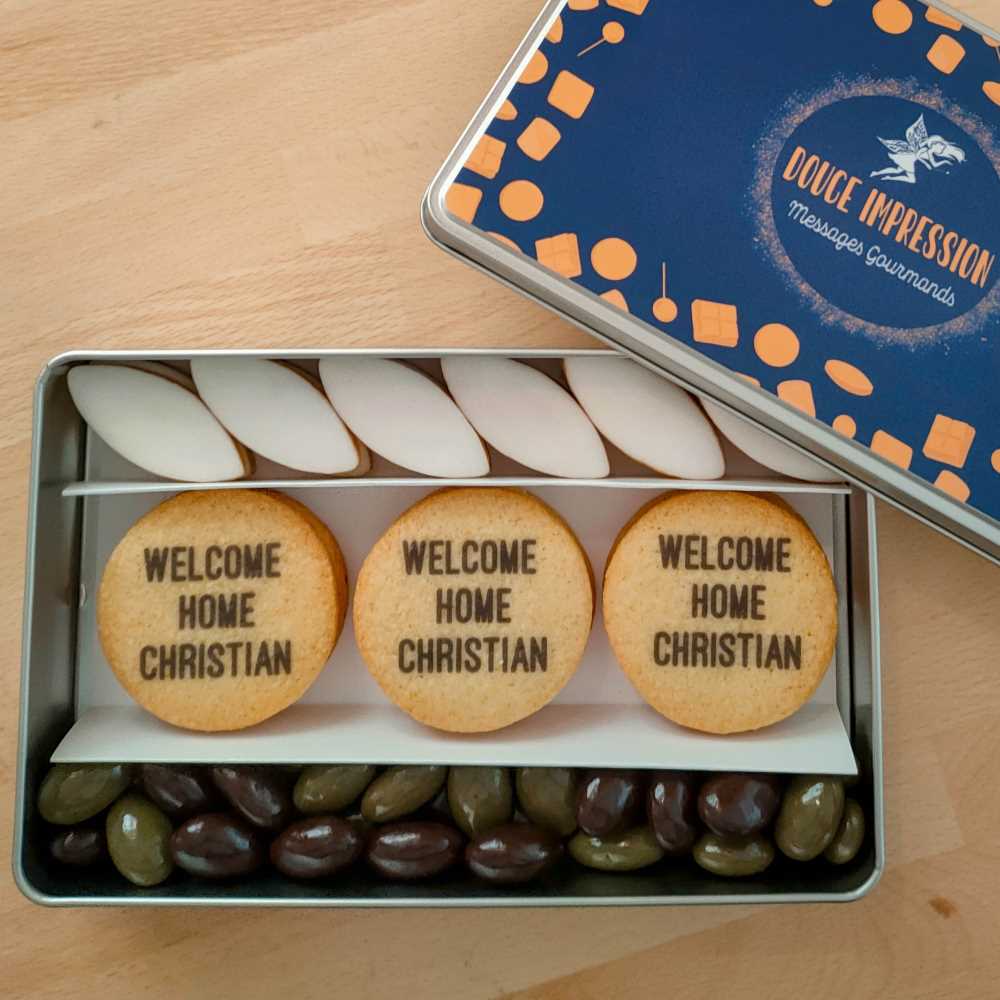 DOUCE IMPRESSION
Messages Gourmands
WELCOME
HOME
CHRISTIAN
WELCOME
HOME
CHRISTIAN
WELCOME
HOME
CHRISTIAN